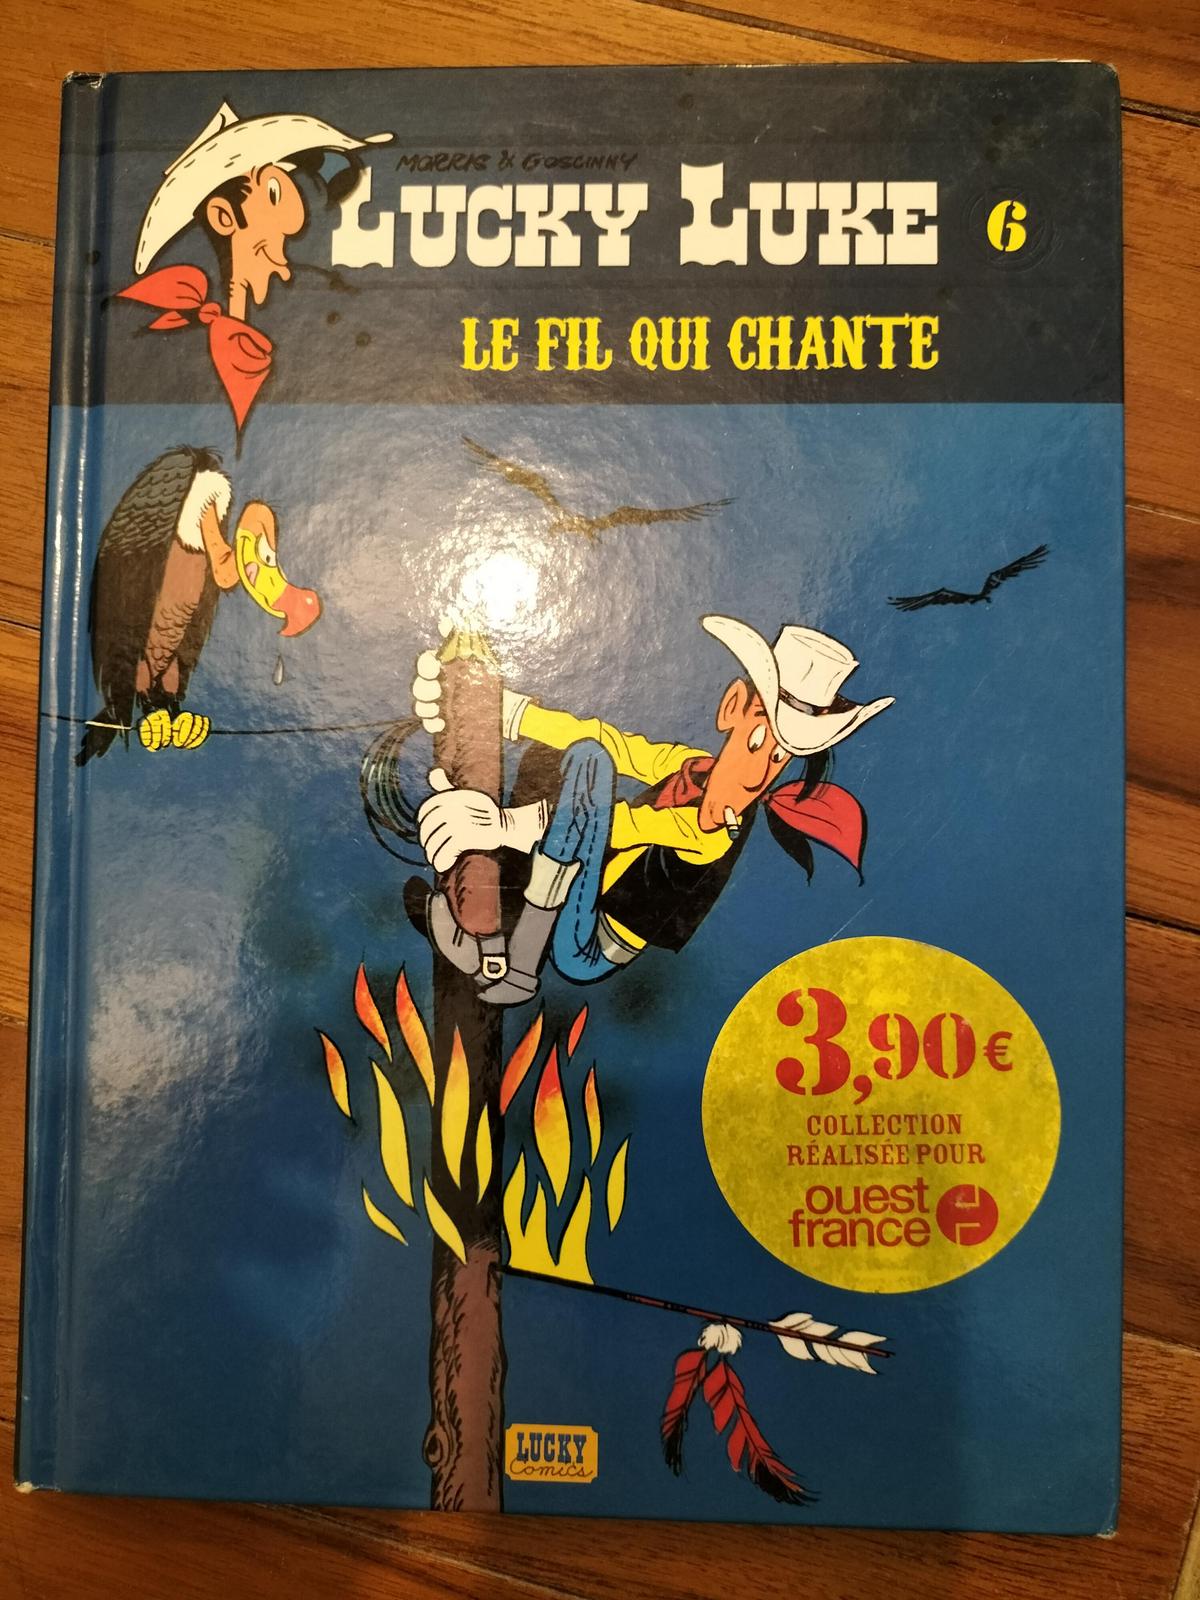 MORRIS & GOSCINNY
LUCKY LUKE 6
LE FIL QUI CHANTE
3,90€
COLLECTION
RÉALISÉE POUR
ouest
france
LUCKY
Comics